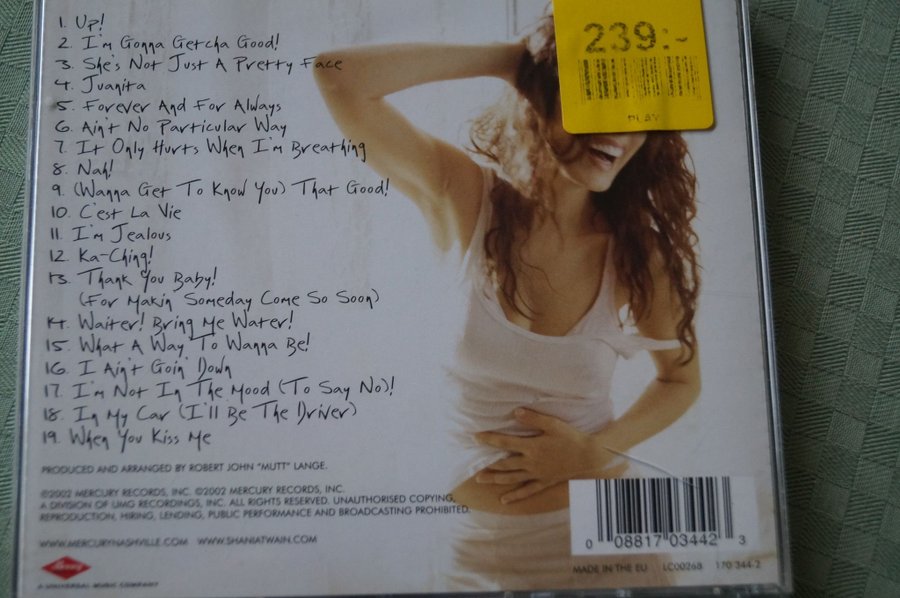 1. Up!
2. I'm Gonna Getcha Good!
3. She's Not Just A Pretty Face
4. Juanita
5. Forever And For Always
6. Ain't No Particular Way
7. It Only Hurts When I'm Breathing
8. Nah!
9. (Wanna Get To Know You) That Good!
10. C'est La Vie
11. I'm Jealous
12. Ka-Ching!
13. Thank You Baby!
(For Makin Someday Come So Soon)
14. Waiter! Bring Me Water!
15. What A Way To Wanna Be!
16. I Ain't Goin' Down
17. I'm Not In The Mood (To Say No)!
18. In My Car (I'll Be The Driver)
19. When You Kiss Me
239:-
PLAY
PRODUCED AND ARRANGED BY ROBERT JOHN "MUTT" LANGE.
©2002 MERCURY RECORDS, INC. ©2002 MERCURY RECORDS, INC.
A DIVISION OF UMG RECORDINGS, INC. ALL RIGHTS RESERVED. UNAUTHORISED COPYING,
REPRODUCTION, HIRING, LENDING, PUBLIC PERFORMANCE AND BROADCASTING PROHIBITED.
WWW.MERCURYNASHVILLE.COM WWW.SHANIATWAIN.COM
Mercury
A UNIVERSAL MUSIC COMPANY
0 08817 03442 3
MADE IN THE EU LC00268 170 344-2